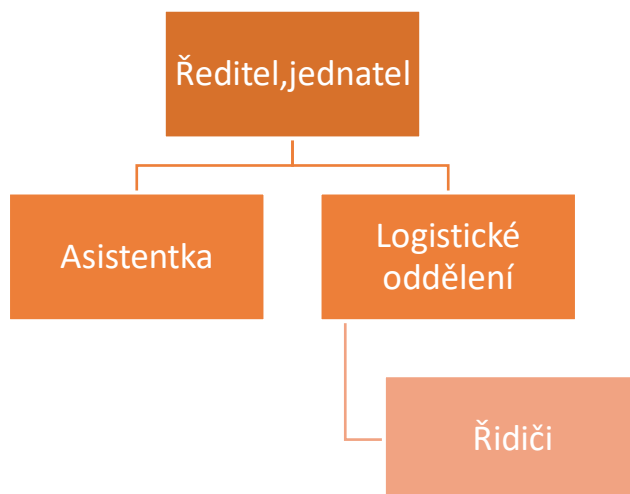 Ředitel,jednatel
Asistentka
Logistické
oddělení
Řidiči